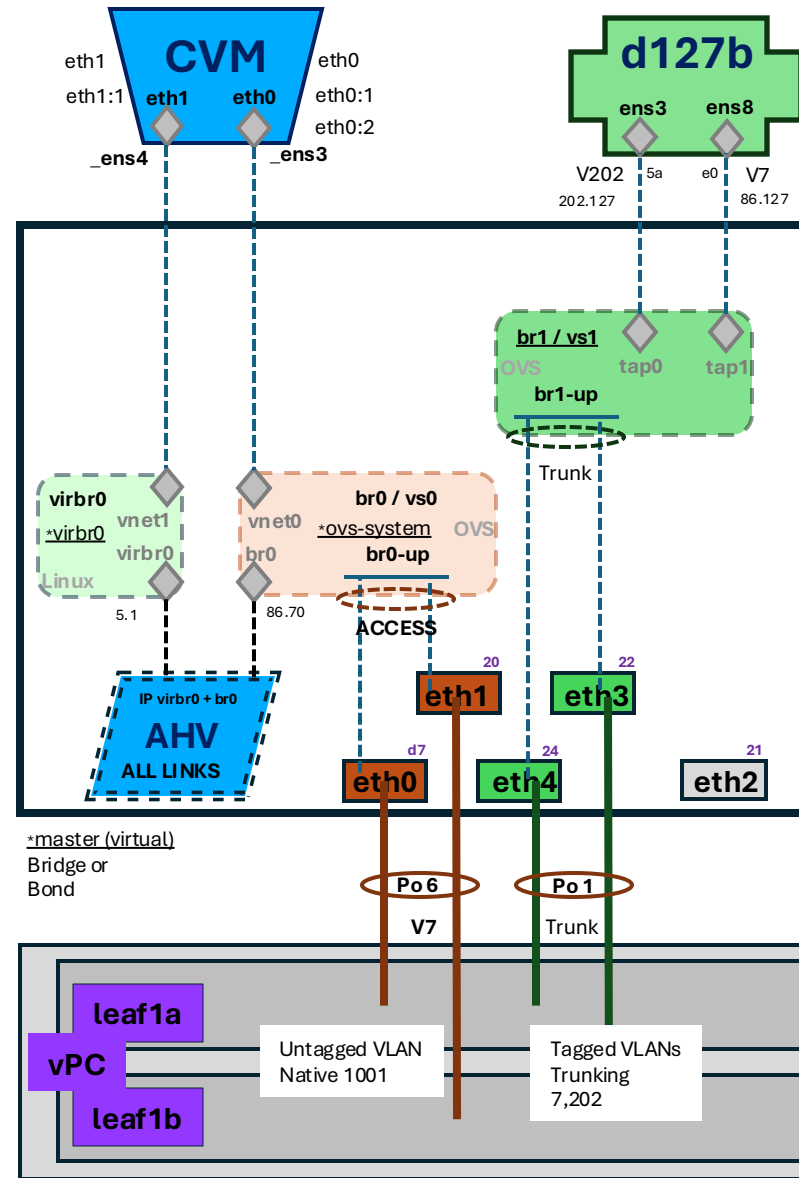 CVM
d127b
eth1
eth0
eth1:1
eth1
eth0
eth0:1
eth0:2
_ens4
_ens3
ens3
ens8
V202
5a
e0
V7
202.127
86.127
br1 / vs1
OVS
tap0
tap1
br1-up
Trunk
virbr0
vnet1
*virbr0
virbr0
Linux
br0 / vs0
vnet0
*ovs-system
OVS
br0
br0-up
5.1
86.70
ACCESS
IP virbr0 + br0
AHV
ALL LINKS
20
eth1
22
eth3
d7
eth0
24
eth4
21
eth2
*master (virtual)
Bridge or
Bond
Po 6
Po 1
V7
Trunk
leaf1a
vPC
leaf1b
Untagged VLAN
Native 1001
Tagged VLANs
Trunking
7,202